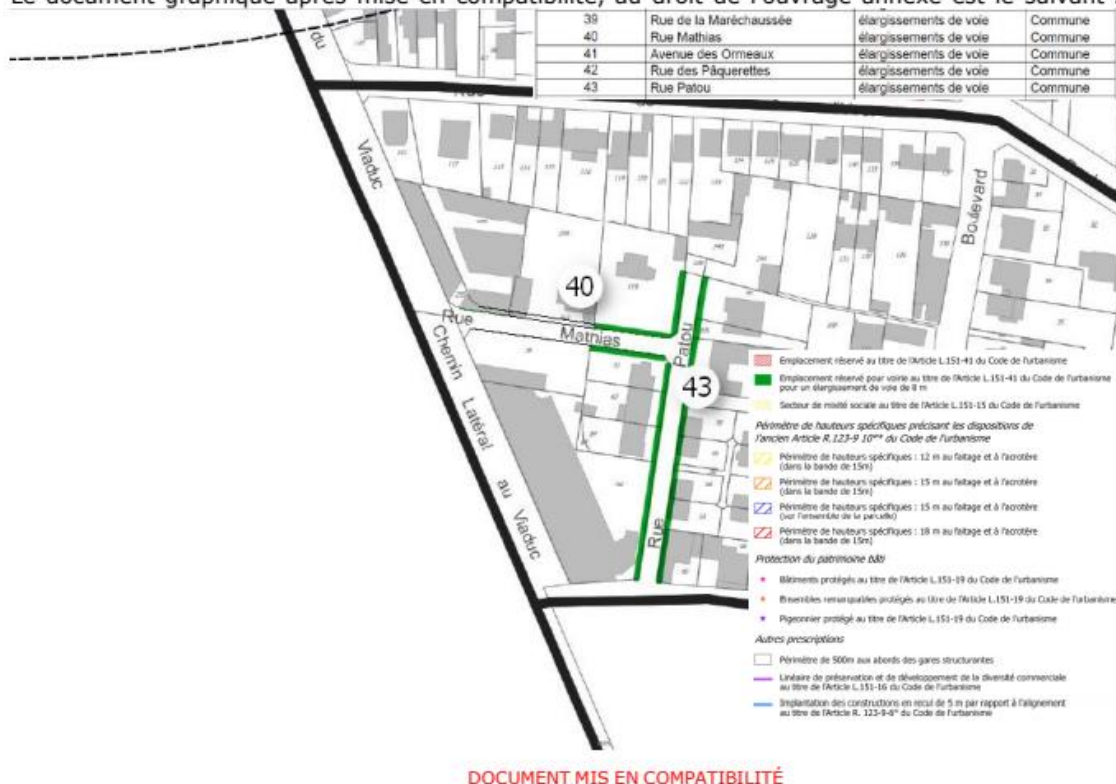 Le document graphique après mise en compatibilité, au droit de l'ouvrage annexe est le suivant
39 Rue de la Maréchaussée élargissements de voie Commune
40 Rue Mathias élargissements de voie Commune
41 Avenue des Ormeaux élargissements de voie Commune
42 Rue des Pâquerettes élargissements de voie Commune
43 Rue Patou élargissements de voie Commune
du
Rue
Viaduc
Boulevard
40
Rue
Mathias
Patou
43
Chemin Latéral au Viaduc
Rue
Emplacement réservé au titre de l'Article L.151-41 du Code de l'urbanisme
Emplacement réservé pour voirie au titre de l'Article L.151-41 du Code de l'urbanisme
pour un élargissement de voie de 8 m
Secteur de mixité sociale au titre de l'Article L.151-15 du Code de l'urbanisme
Périmètre de hauteurs spécifiques précisant les dispositions de
l'ancien Article R.123-9 10° du Code de l'urbanisme
Périmètre de hauteurs spécifiques : 12 m au faitage et à l'acrotère
(dans la bande de 15m)
Périmètre de hauteurs spécifiques : 15 m au faitage et à l'acrotère
(dans la bande de 15m)
Périmètre de hauteurs spécifiques : 15 m au faitage et à l'acrotère
(sur l'ensemble de la parcelle)
Périmètre de hauteurs spécifiques : 18 m au faitage et à l'acrotère
(dans la bande de 15m)
Protection du patrimoine bâti
Bâtiments protégés au titre de l'Article L.151-19 du Code de l'urbanisme
Ensembles remarquables protégés au titre de l'Article L.151-19 du Code de l'urbanisme
Pigeonnier protégé au titre de l'Article L.151-19 du Code de l'urbanisme
Autres prescriptions
Périmètre de 500m aux abords des gares structurantes
Linéaire de préservation et de développement de la diversité commerciale
au titre de l'Article L.151-16 du Code de l'urbanisme
Implantation des constructions en recul de 5 m par rapport à l'alignement
au titre de l'Article R. 123-9-6° du Code de l'urbanisme
DOCUMENT MIS EN COMPATIBILITÉ